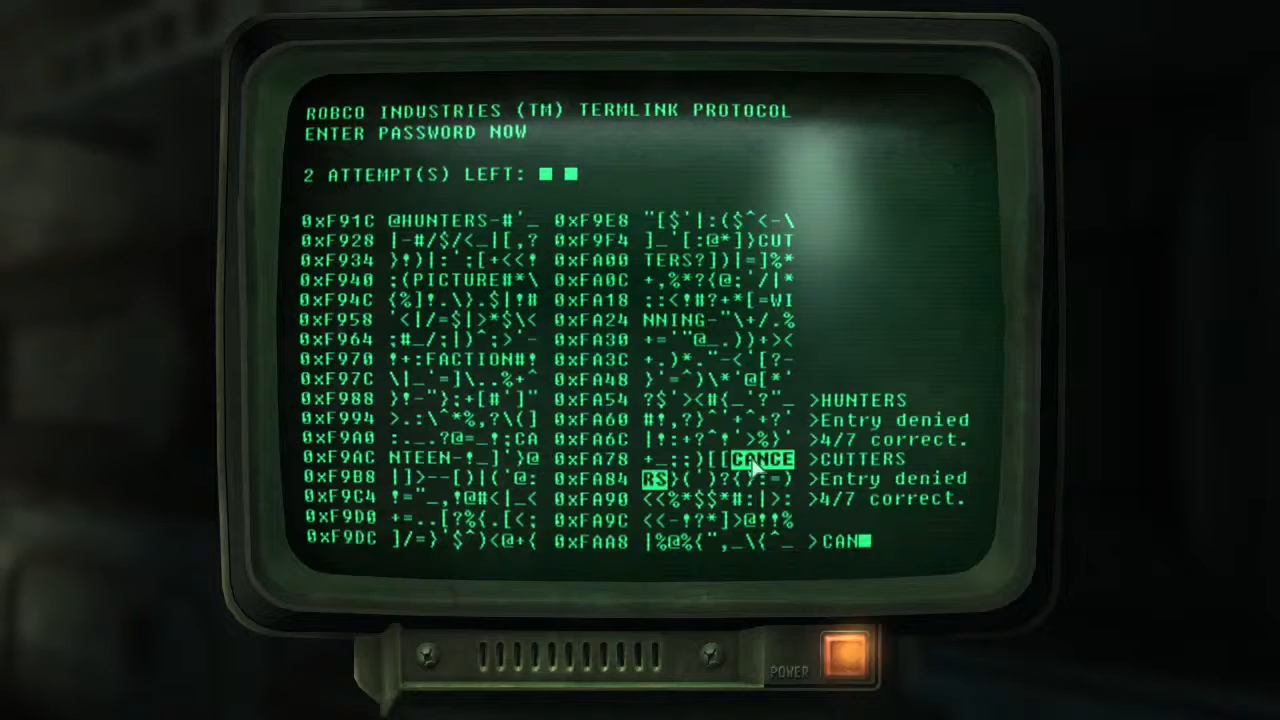 ROBCO INDUSTRIES (TM) TERMLINK PROTOCOL
ENTER PASSWORD NOW
2 ATTEMPT(S) LEFT: ■ ■
0xF91C @HUNTERS-#'_ 0xF9E8 "[$'|:($^<-\
0xF928 |-#/$/<_|[,? 0xF9F4 ]_'[:@*]}CUT
0xF934 }!)|:';[+<<! 0xFA00 TERS?])|=]%*
0xF940 :(PICTURE#*\ 0xFA0C +,%*?{@;'/|*
0xF94C {%]!.\}.$|!# 0xFA18 ;:<!#?+*[=WI
0xF958 '<|/=$|>*$\< 0xFA24 NNING-"\+/.%
0xF964 ;#_/;|)^;>'- 0xFA30 +='"@_.))+><
0xF970 !+:FACTION#! 0xFA3C +.)*."-<'[?-
0xF97C \|_'=]\..%+^ 0xFA48 }'=^)\*'@[*'
0xF988 }!-"};+[#']" 0xFA54 ?$'><#{_'?"_ >HUNTERS
0xF994 >.:\^*%,?\(] 0xFA60 #!,?}^'+^+?' >Entry denied
0xF9A0 :._.?@=_!;CA 0xFA6C |!:+?^!'>%}' >4/7 correct.
0xF9AC NTEEN-!_]'}@ 0xFA78 +_:;)[[CANCE >CUTTERS
0xF9B8 |]}>--[)|('@: 0xFA84 RS}(')?{};=) >Entry denied
0xF9C4 !="_,!@#<|_< 0xFA90 <<%*$$*#:|>: >4/7 correct.
0xF9D0 +=..[?%{.[<; 0xFA9C <<-!?*]>@!!%
0xF9DC ]/=}'$^)<@+{ 0xFAA8 |%@%{",_\{^_ >CAN■
POWER